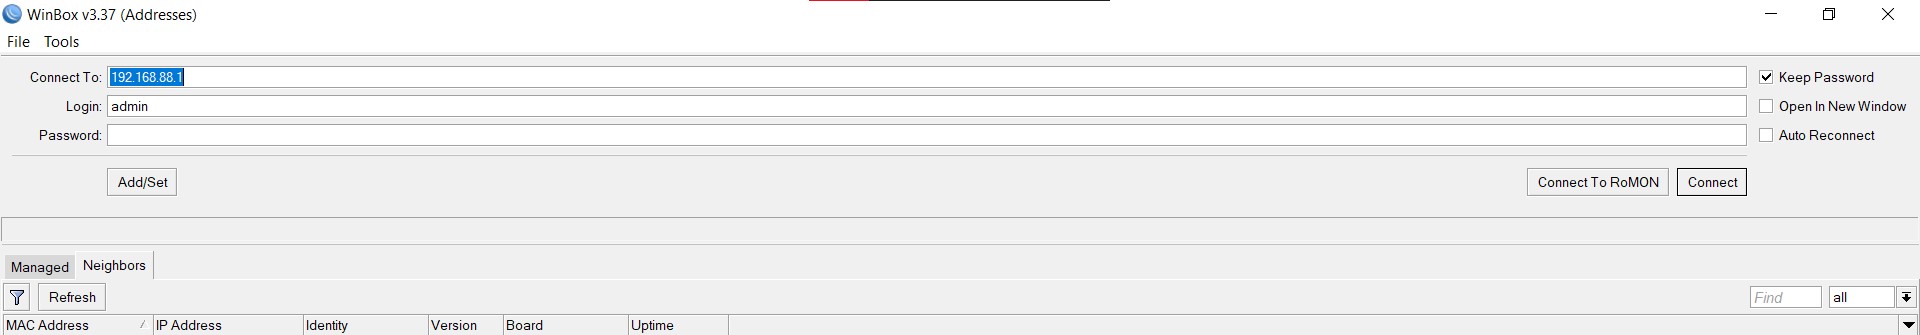 WinBox v3.37 (Addresses)
File Tools
Connect To: 192.168.88.1 Keep Password
Login: admin Open In New Window
Password: Auto Reconnect
Add/Set Connect To RoMON Connect
Managed Neighbors
Refresh Find all
MAC Address IP Address Identity Version Board Uptime